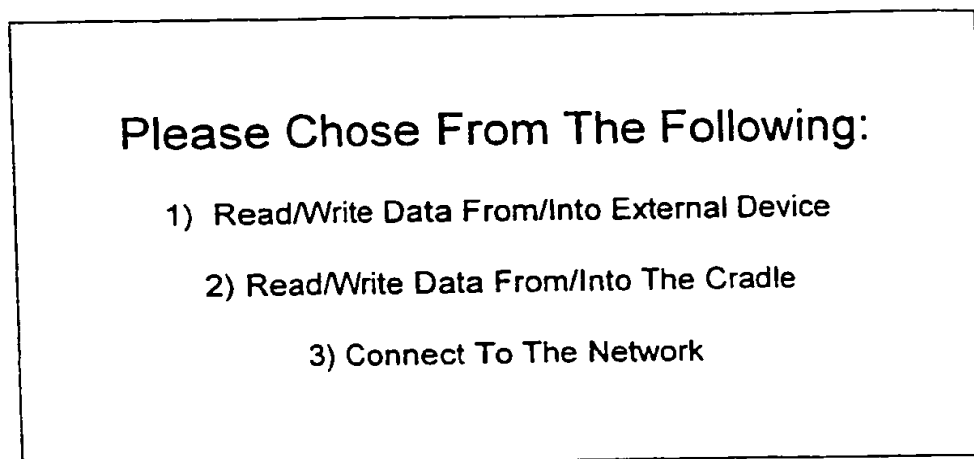 Please Chose From The Following:
1) Read/Write Data From/Into External Device
2) Read/Write Data From/Into The Cradle
3) Connect To The Network